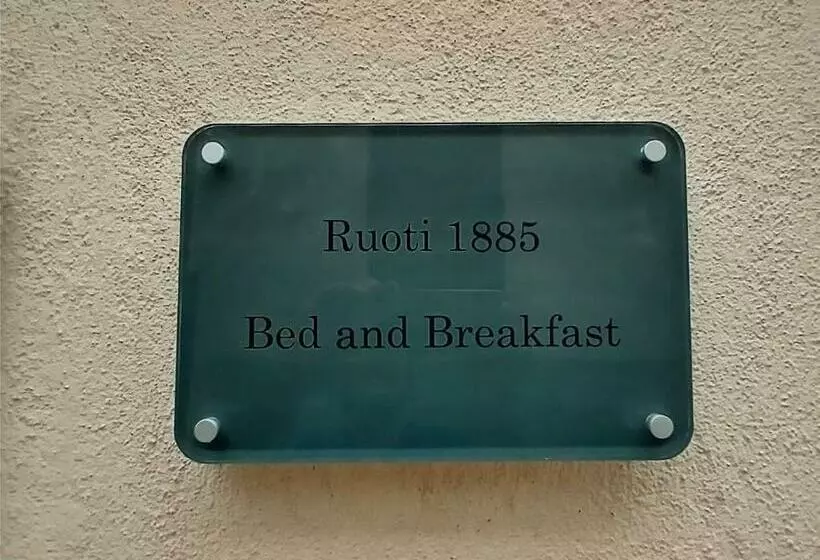 Ruoti 1885
Bed and Breakfast